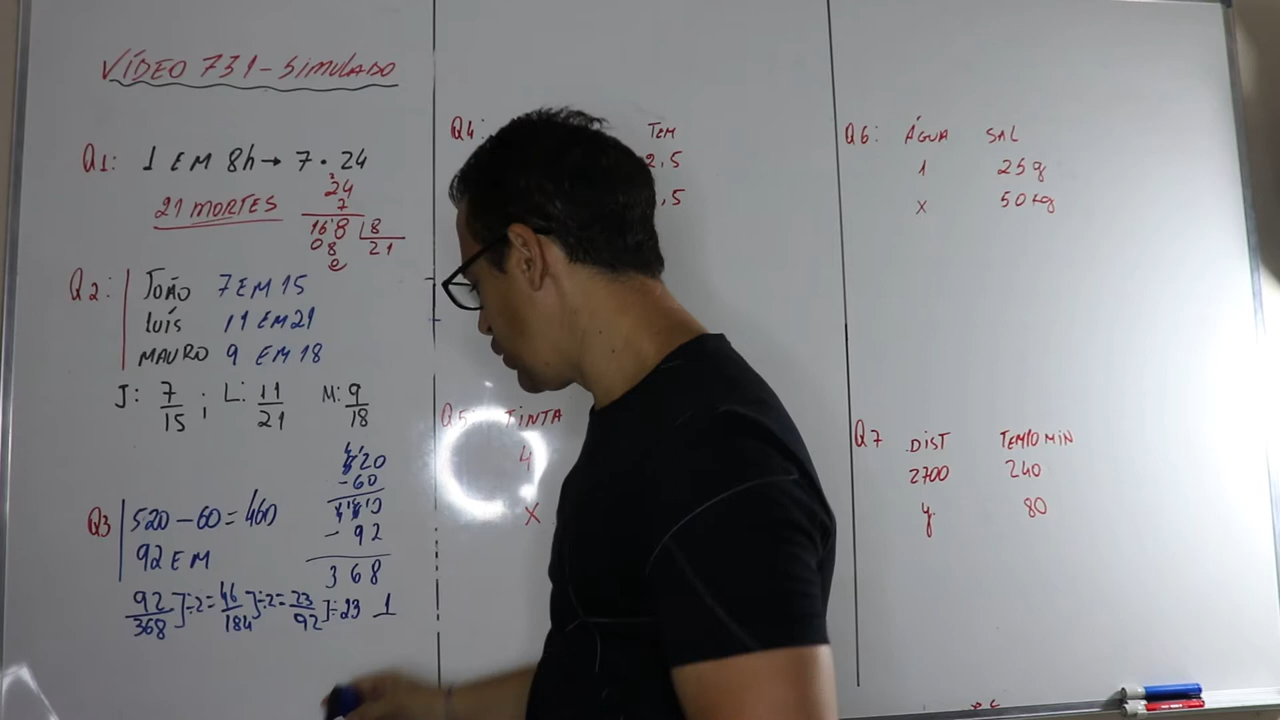 VÍDEO 731 - SIMULADO
Q1: 1 EM 8h → 7 • 24
24
7
21 MORTES
168 8
08 21
0
Q2: JOÃO 7 EM 15
LUÍS 11 EM 21
MAURO 9 EM 18
J: 7/15 ; L: 11/21 M: 9/18
520
-60
Q3 520 - 60 = 460
- 92
92 EM
368
92/368 ÷2 = 46/184 ÷2 = 23/92 ÷23 1
Q4: TEM
2,5
,5
Q5: TINTA
4
X
Q6: ÁGUA SAL
1 25g
X 50 kg
Q7 DIST TEMPO MIN
2700 240
y 80